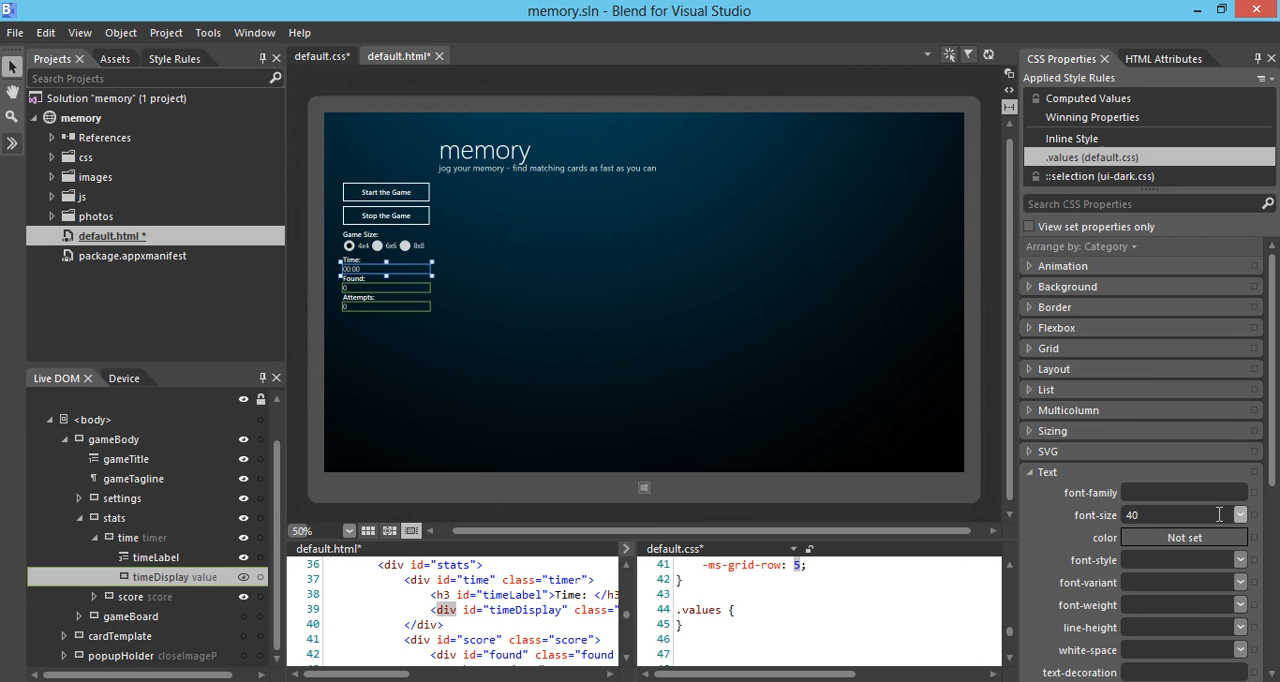 memory.sln - Blend for Visual Studio
File Edit View Object Project Tools Window Help
Projects Assets Style Rules
Search Projects
Solution "memory" (1 project)
memory
References
css
images
js
photos
default.html *
package.appxmanifest
Live DOM Device
<body>
gameBody
gameTitle
gameTagline
settings
stats
time timer
timeLabel
timeDisplay value
score score
gameBoard
cardTemplate
popupHolder closeImageP
default.css* default.html*
memory
jog your memory - find matching cards as fast as you can
Start the Game
Stop the Game
Game Size:
4x4 6x6 8x8
Time:
00:00
Found:
0
Attempts:
0
50%
default.html*
36 <div id="stats">
37 <div id="time" class="timer">
38 <h3 id="timeLabel">Time: </h3
39 <div id="timeDisplay" class="
40 </div>
41 <div id="score" class="score">
42 <div id="found" class="found
default.css*
41 -ms-grid-row: 5;
42 }
43
44 .values {
45 }
46
47
CSS Properties HTML Attributes
Applied Style Rules
Computed Values
Winning Properties
Inline Style
.values (default.css)
::selection (ui-dark.css)
Search CSS Properties
View set properties only
Arrange by: Category
Animation
Background
Border
Flexbox
Grid
Layout
List
Multicolumn
Sizing
SVG
Text
font-family
font-size 40
color Not set
font-style
font-variant
font-weight
line-height
white-space
text-decoration